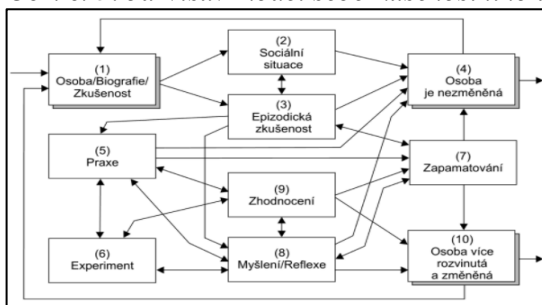 (1)
Osoba/Biografie/
Zkušenost
(2)
Sociální
situace
(3)
Epizodická
zkušenost
(4)
Osoba
je nezměněná
(5)
Praxe
(7)
Zapamatování
(9)
Zhodnocení
(6)
Experiment
(8)
Myšlení/Reflexe
(10)
Osoba více
rozvinutá
a změněná